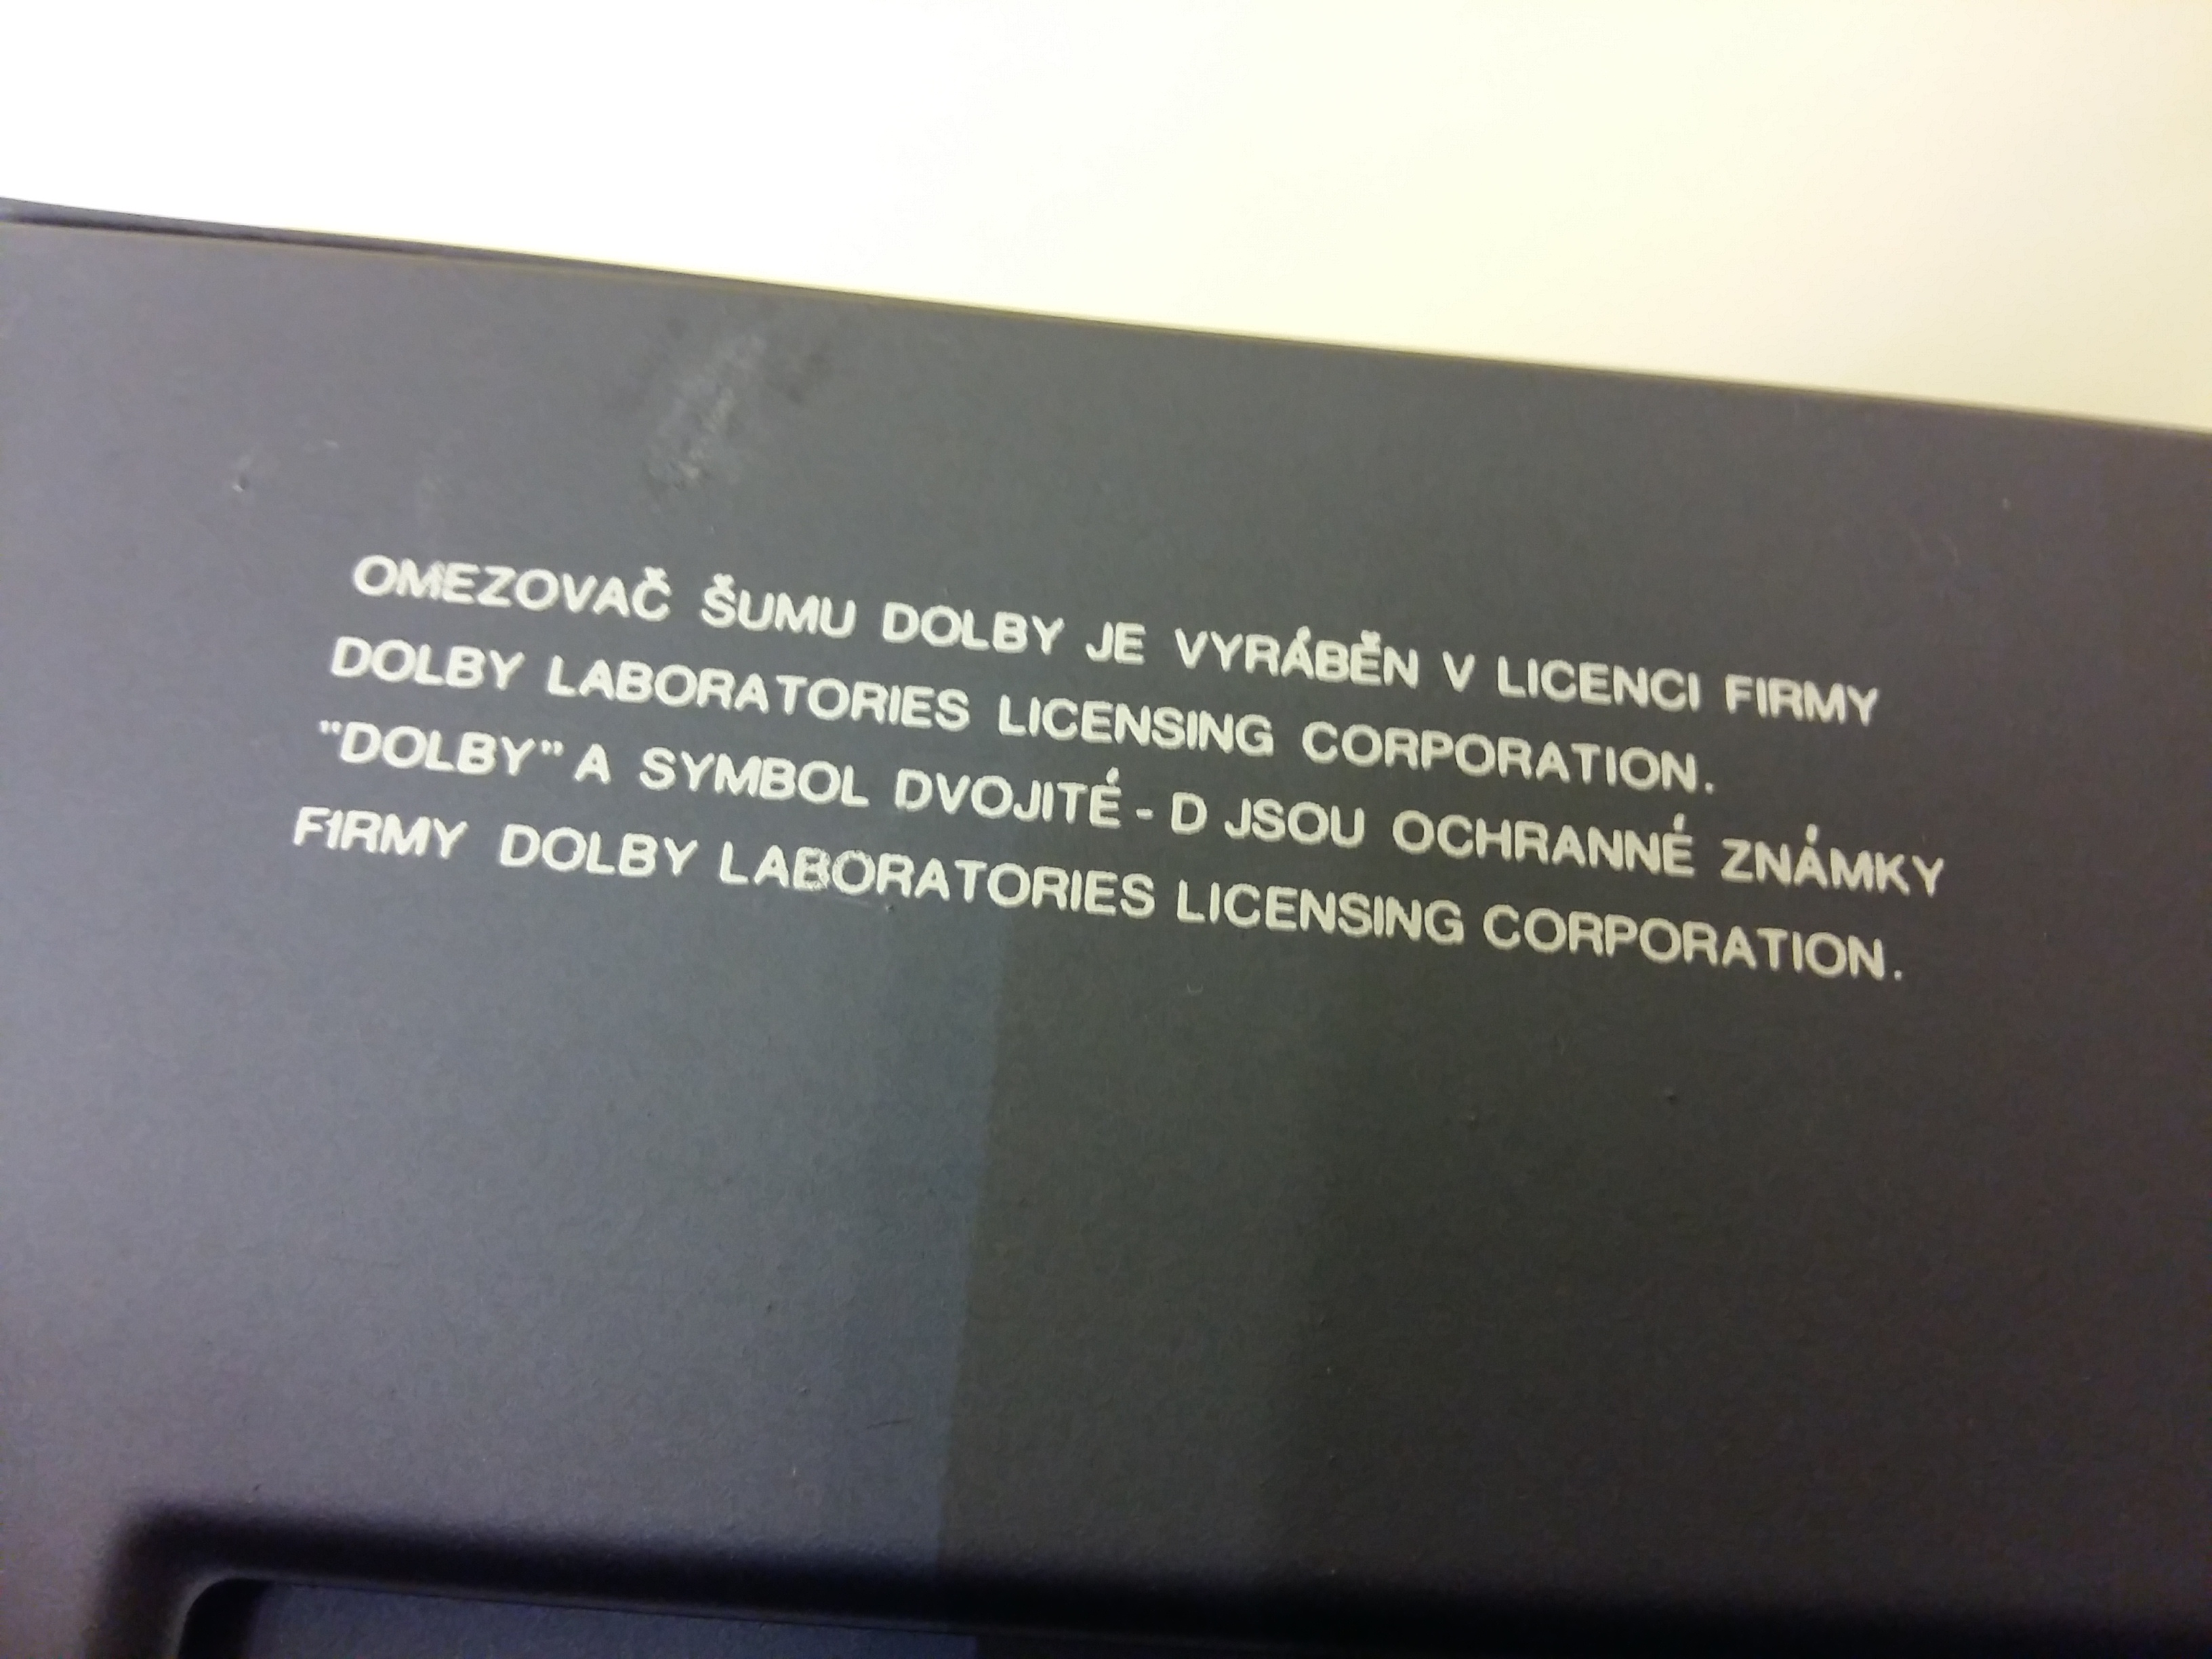 OMEZOVAČ ŠUMU DOLBY JE VYRÁBĚN V LICENCI FIRMY
DOLBY LABORATORIES LICENSING CORPORATION.
"DOLBY" A SYMBOL DVOJITÉ - D JSOU OCHRANNÉ ZNÁMKY
FIRMY DOLBY LABORATORIES LICENSING CORPORATION.